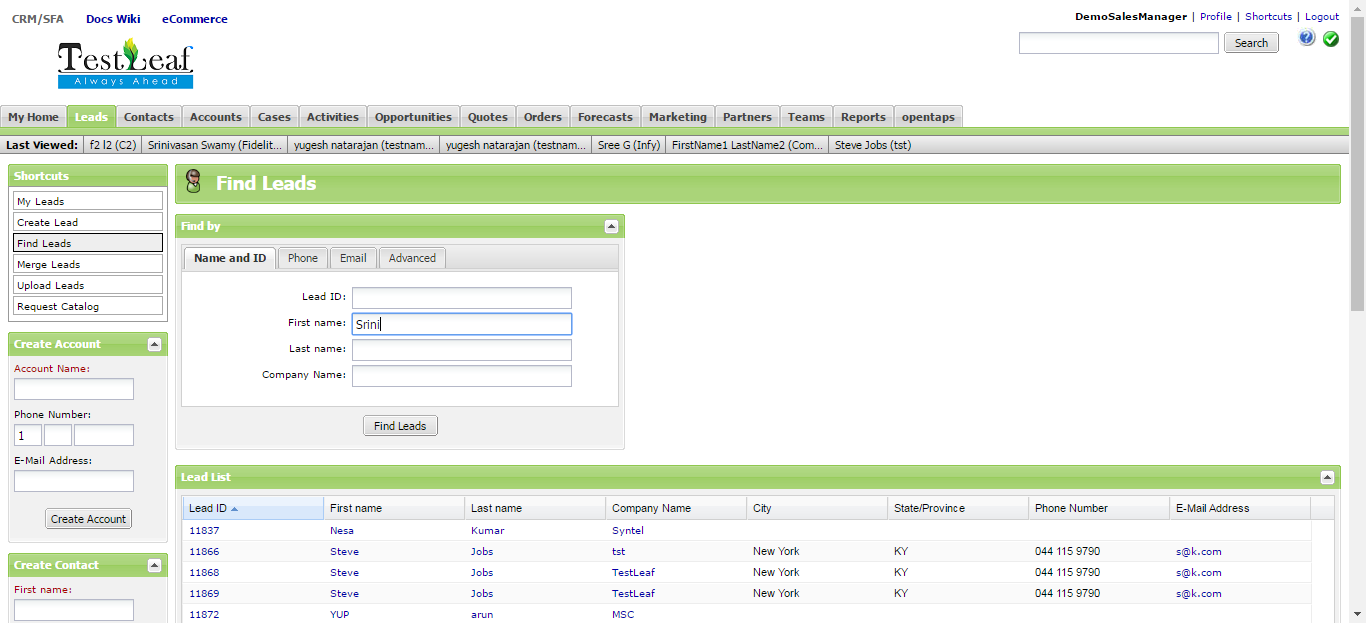 CRM/SFA Docs Wiki eCommerce
DemoSalesManager | Profile | Shortcuts | Logout
TestLeaf
Always Ahead
Search
My Home Leads Contacts Accounts Cases Activities Opportunities Quotes Orders Forecasts Marketing Partners Teams Reports opentaps
Last Viewed: f2 l2 (C2) Srinivasan Swamy (Fidelit... yugesh natarajan (testnam... yugesh natarajan (testnam... Sree G (Infy) FirstName1 LastName2 (Com... Steve Jobs (tst)
Shortcuts
My Leads
Create Lead
Find Leads
Merge Leads
Upload Leads
Request Catalog
Create Account
Account Name:
Phone Number:
1
E-Mail Address:
Create Account
Create Contact
First name:
Find Leads
Find by
Name and ID Phone Email Advanced
Lead ID:
First name: Srini
Last name:
Company Name:
Find Leads
Lead List
Lead ID First name Last name Company Name City State/Province Phone Number E-Mail Address
11837 Nesa Kumar Syntel
11866 Steve Jobs tst New York KY 044 115 9790 s@k.com
11868 Steve Jobs TestLeaf New York KY 044 115 9790 s@k.com
11869 Steve Jobs TestLeaf New York KY 044 115 9790 s@k.com
11872 YUP arun MSC